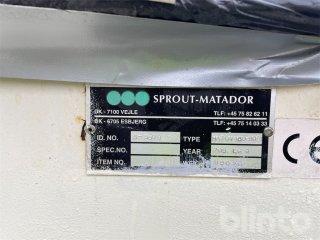 SPROUT-MATADOR
DK - 7100 VEJLE TLF: +45 75 82 62 11
DK - 6705 ESBJERG TLF: +45 75 14 03 33
ID. NO. TYPE
SPEC.NO. YEAR
ITEM NO.
CE
blinto